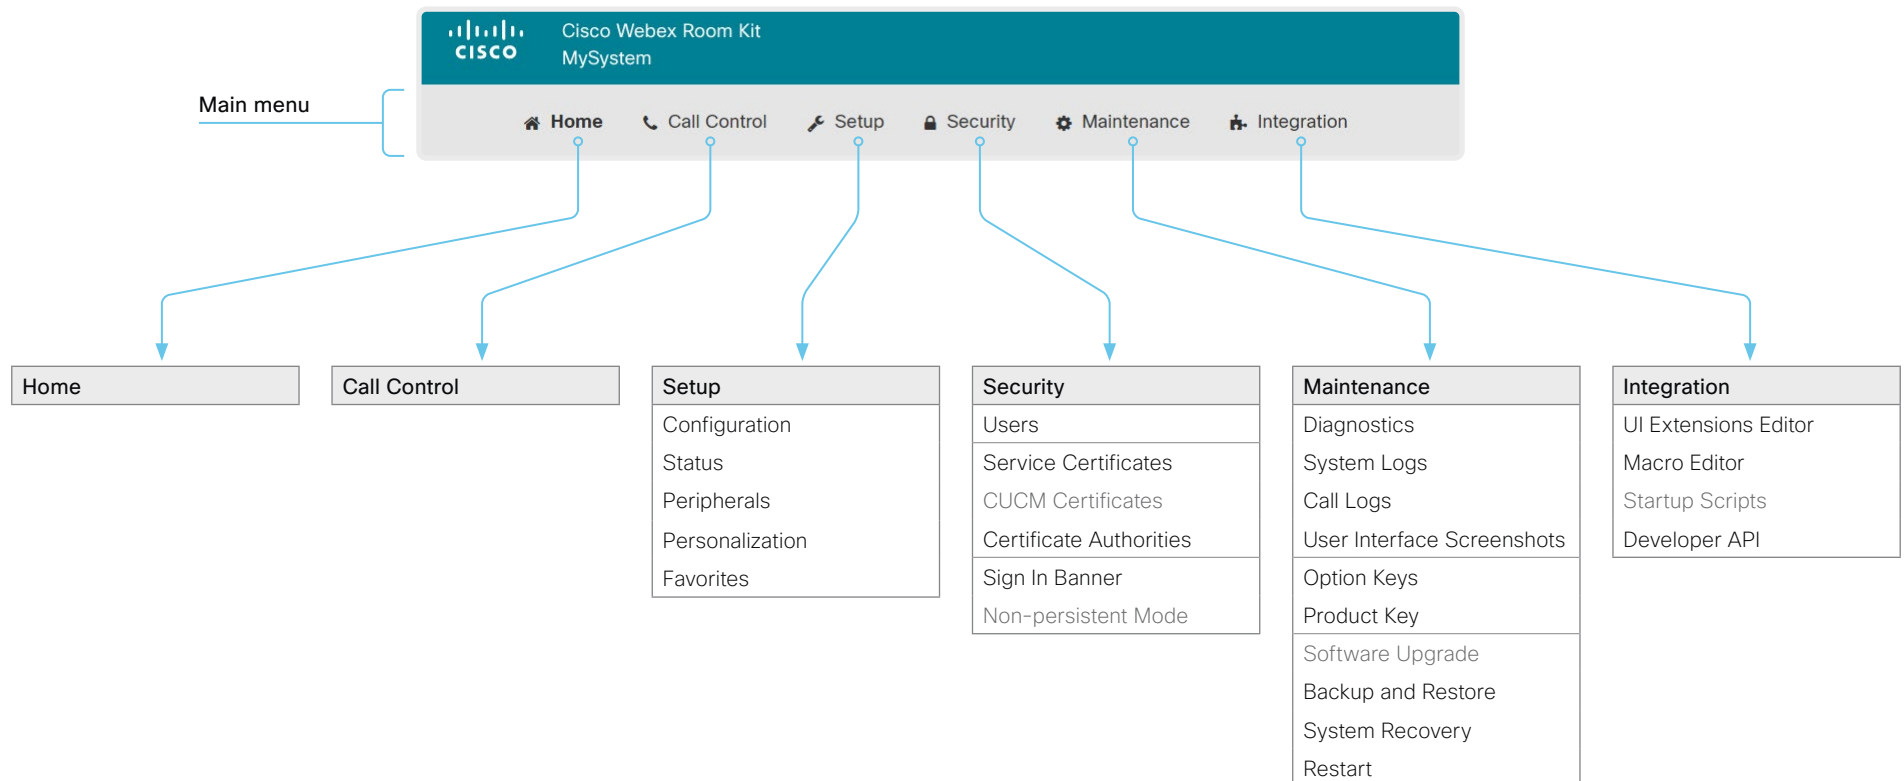 CISCO
Cisco Webex Room Kit
MySystem
Main menu
Home
Call Control
Setup
Security
Maintenance
Integration
Home
Call Control
Setup
Configuration
Status
Peripherals
Personalization
Favorites
Security
Users
Service Certificates
CUCM Certificates
Certificate Authorities
Sign In Banner
Non-persistent Mode
Maintenance
Diagnostics
System Logs
Call Logs
User Interface Screenshots
Option Keys
Product Key
Software Upgrade
Backup and Restore
System Recovery
Restart
Integration
UI Extensions Editor
Macro Editor
Startup Scripts
Developer API